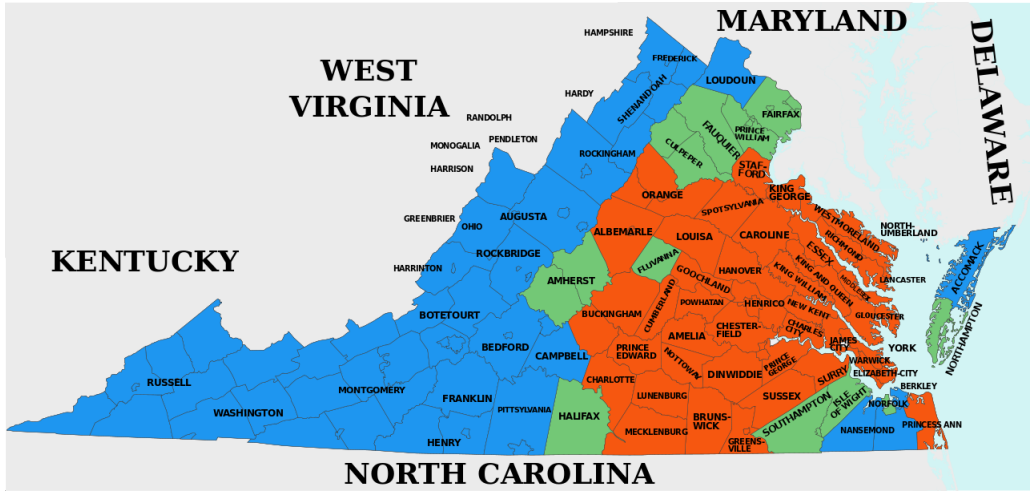 MARYLAND
DELAWARE
WEST
VIRGINIA
HAMPSHIRE
FREDERICK
LOUDOUN
SHENANDOAH
HARDY
FAIRFAX
RANDOLPH
FAUQUIER
PRINCE
WILLIAM
PENDLETON
MONOGALIA
CULPEPER
ROCKINGHAM
HARRISON
STAF-
FORD
ORANGE
KING
GEORGE
SPOTSYLVANIA
WESTMORELAND
GREENBRIER
OHIO
AUGUSTA
ALBEMARLE
LOUISA
CAROLINE
RICHMOND
NORTH-
UMBERLAND
ESSEX
KENTUCKY
ROCKBRIDGE
HARRINTON
FLUVANNA
HANOVER
KING AND QUEEN
ACCOMACK
AMHERST
GOOCHLAND
KING WILLIAM
MIDDLESEX
LANCASTER
CUMBERLAND
POWHATAN
HENRICO
NEW KENT
BOTETOURT
BUCKINGHAM
GLOUCESTER
CHESTER-
FIELD
CHARLES
CITY
AMELIA
JAMES
CITY
YORK
NORTHAMPTON
BEDFORD
CAMPBELL
PRINCE
EDWARD
NOTTOWAY
DINWIDDIE
PRINCE
GEORGE
WARWICK
ELIZABETH-CITY
RUSSELL
MONTGOMERY
CHARLOTTE
SURRY
BERKLEY
FRANKLIN
LUNENBURG
SUSSEX
ISLE
OF WIGHT
NORFOLK
WASHINGTON
PITTSYLVANIA
HALIFAX
BRUNS-
WICK
SOUTHAMPTON
PRINCESS ANN
NANSEMOND
MECKLENBURG
HENRY
GREENS-
VILLE
NORTH CAROLINA